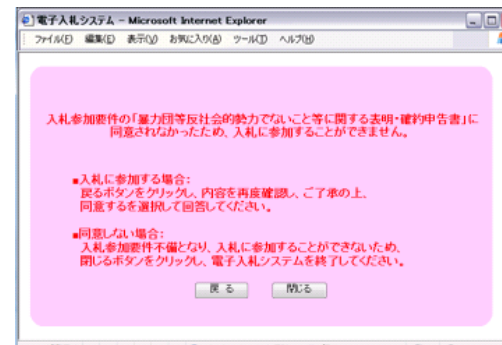 電子入札システム - Microsoft Internet Explorer
ファイル(F) 編集(E) 表示(V) お気に入り(A) ツール(T) ヘルプ(H)
入札参加要件の「暴力団等反社会的勢力でないこと等に関する表明・確約申告書」に
同意されなかったため、入札に参加することができません。
■入札に参加する場合:
戻るボタンをクリックし、内容を再度確認し、ご了承の上、
同意するを選択して回答してください。
■同意しない場合:
入札参加要件不備となり、入札に参加することができないため、
閉じるボタンをクリックし、電子入札システムを終了してください。
戻 る 閉じる